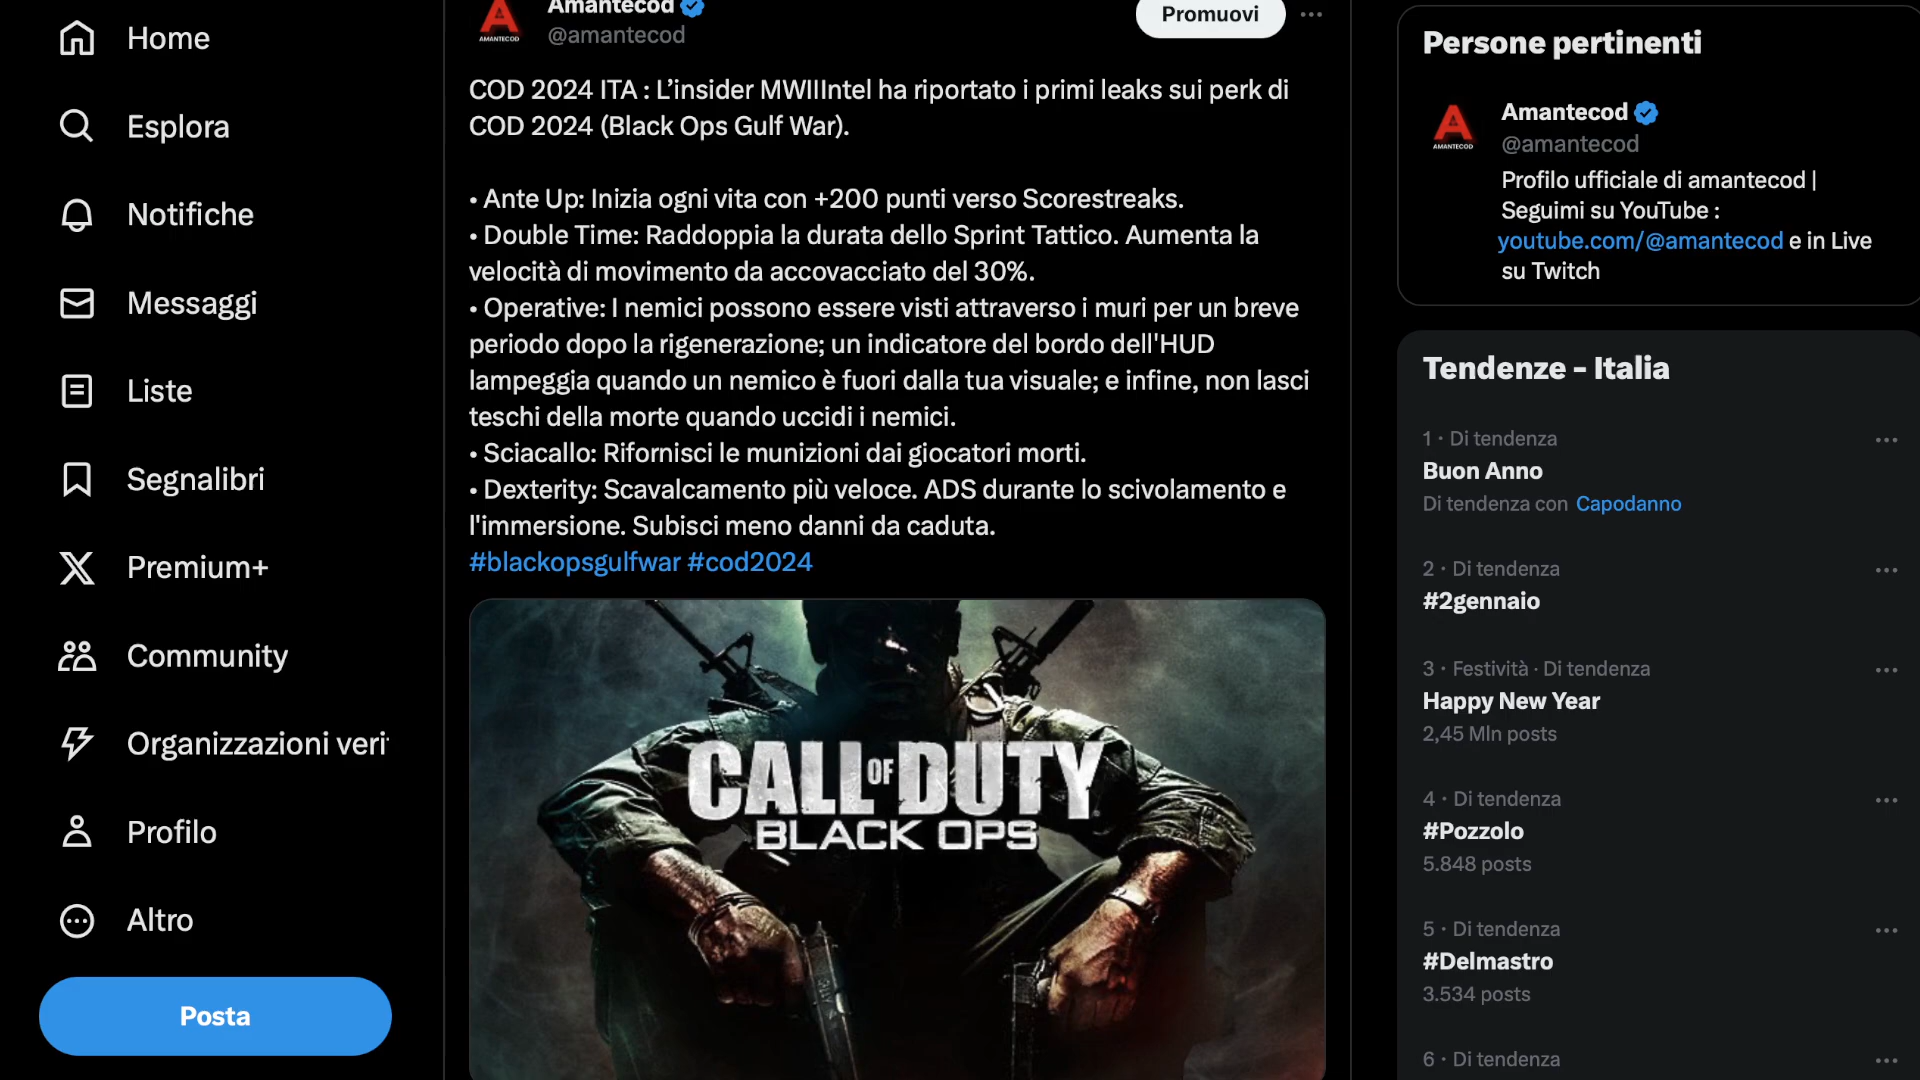 Home
Esplora
Notifiche
Messaggi
Liste
Segnalibri
Premium+
Community
Organizzazioni veri
Profilo
Altro
Posta
AMANTECOD
Amantecod
@amantecod
Promuovi
COD 2024 ITA : L’insider MWIIIntel ha riportato i primi leaks sui perk di
COD 2024 (Black Ops Gulf War).
• Ante Up: Inizia ogni vita con +200 punti verso Scorestreaks.
• Double Time: Raddoppia la durata dello Sprint Tattico. Aumenta la
velocità di movimento da accovacciato del 30%.
• Operative: I nemici possono essere visti attraverso i muri per un breve
periodo dopo la rigenerazione; un indicatore del bordo dell'HUD
lampeggia quando un nemico è fuori dalla tua visuale; e infine, non lasci
teschi della morte quando uccidi i nemici.
• Sciacallo: Rifornisci le munizioni dai giocatori morti.
• Dexterity: Scavalcamento più veloce. ADS durante lo scivolamento e
l'immersione. Subisci meno danni da caduta.
#blackopsgulfwar #cod2024
CALL OF DUTY
BLACK OPS
Persone pertinenti
AMANTECOD
Amantecod
@amantecod
Profilo ufficiale di amantecod |
Seguimi su YouTube :
youtube.com/@amantecod e in Live
su Twitch
Tendenze - Italia
1 · Di tendenza
Buon Anno
Di tendenza con Capodanno
2 · Di tendenza
#2gennaio
3 · Festività · Di tendenza
Happy New Year
2,45 Mln posts
4 · Di tendenza
#Pozzolo
5.848 posts
5 · Di tendenza
#Delmastro
3.534 posts
6 · Di tendenza